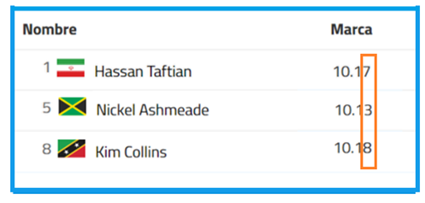 Nombre Marca
1 Hassan Taftian 10.17
5 Nickel Ashmeade 10.13
8 Kim Collins 10.18